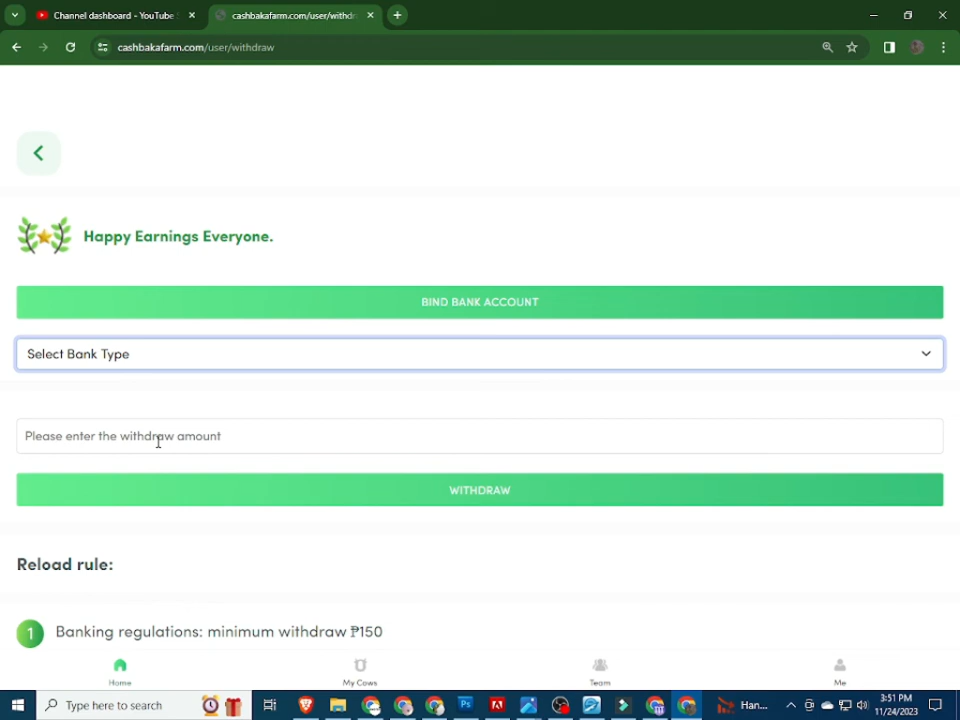 Channel dashboard - YouTube
cashbakafarm.com/user/withdr
cashbakafarm.com/user/withdraw
Happy Earnings Everyone.
BIND BANK ACCOUNT
Select Bank Type
Please enter the withdraw amount
WITHDRAW
Reload rule:
1 Banking regulations: minimum withdraw ₱150
Home
My Cows
Team
Me
Type here to search
Ps
Han...
3:51 PM
11/24/2023